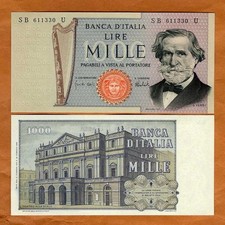 BANCA D'ITALIA
SB 611330 U
SB 611330 U
LIRE
MILLE
PAGABILI A VISTA AL PORTATORE
1000
BANCA
D'ITALIA
LIRE
MILLE